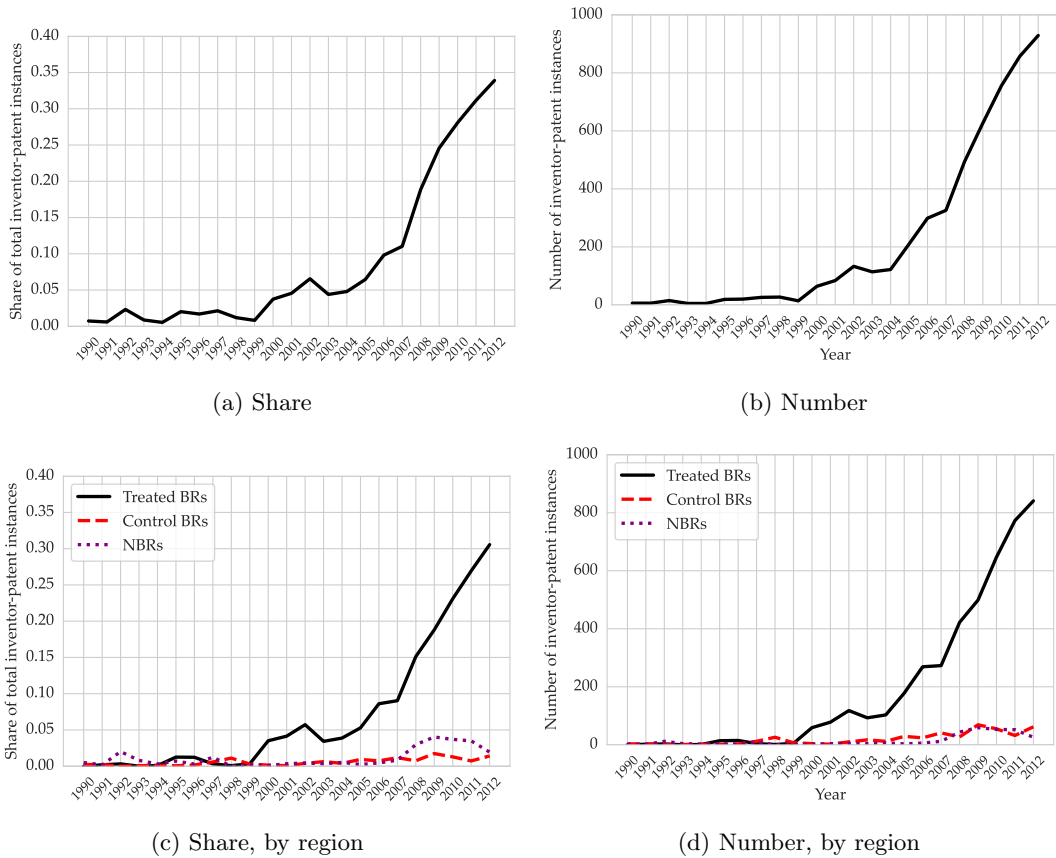 Share of total inventor-patent instances
0.40
0.35
0.30
0.25
0.20
0.15
0.10
0.05
0.00
1990 1991 1992 1993 1994 1995 1996 1997 1998 1999 2000 2001 2002 2003 2004 2005 2006 2007 2008 2009 2010 2011 2012
(a) Share
Number of inventor-patent instances
1000
800
600
400
200
0
1990 1991 1992 1993 1994 1995 1996 1997 1998 1999 2000 2001 2002 2003 2004 2005 2006 2007 2008 2009 2010 2011 2012
Year
(b) Number
Share of total inventor-patent instances
0.40
0.35
0.30
0.25
0.20
0.15
0.10
0.05
0.00
Treated BRs
Control BRs
NBRs
1990 1991 1992 1993 1994 1995 1996 1997 1998 1999 2000 2001 2002 2003 2004 2005 2006 2007 2008 2009 2010 2011 2012
(c) Share, by region
Number of inventor-patent instances
1000
800
600
400
200
0
Treated BRs
Control BRs
NBRs
1990 1991 1992 1993 1994 1995 1996 1997 1998 1999 2000 2001 2002 2003 2004 2005 2006 2007 2008 2009 2010 2011 2012
Year
(d) Number, by region